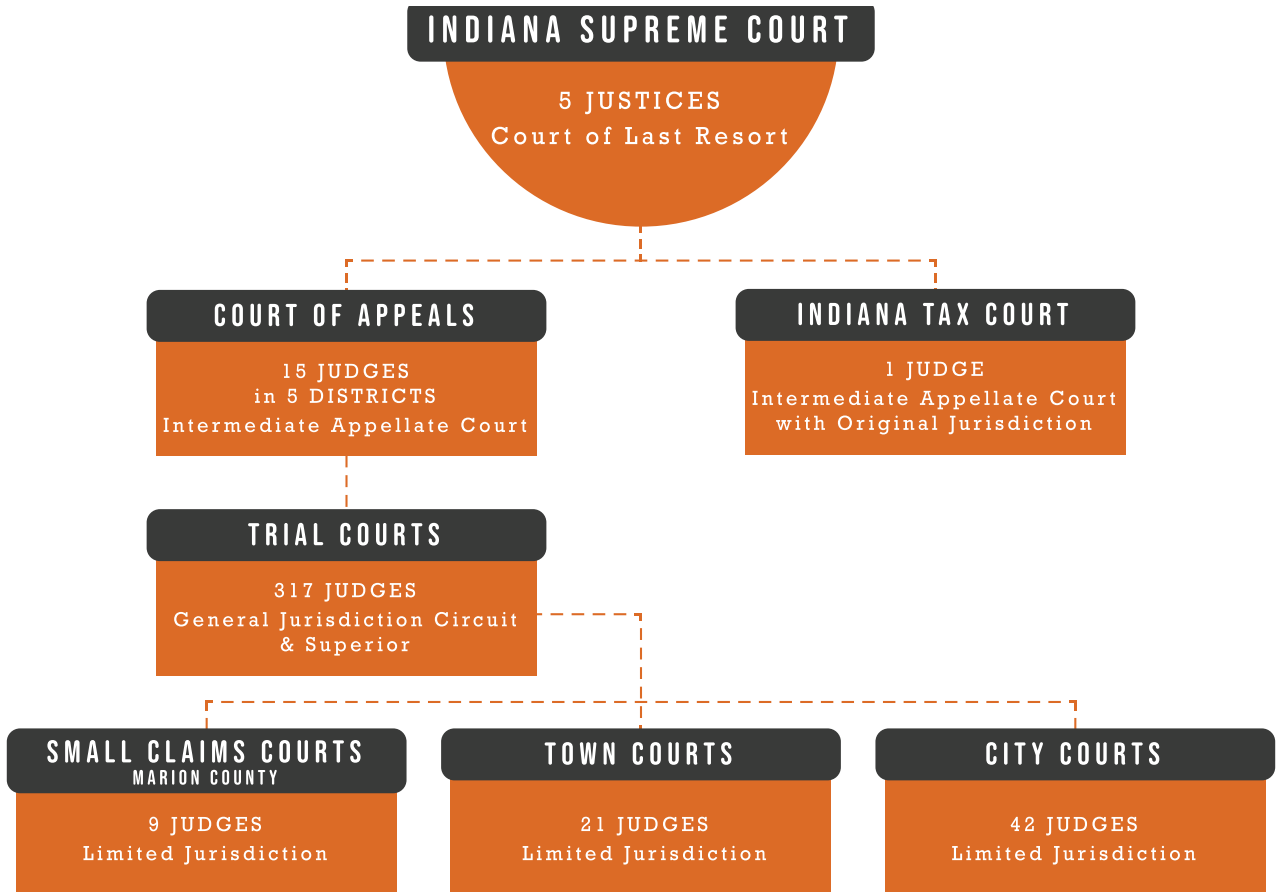 INDIANA SUPREME COURT
5 JUSTICES
Court of Last Resort
COURT OF APPEALS
15 JUDGES
in 5 DISTRICTS
Intermediate Appellate Court
INDIANA TAX COURT
1 JUDGE
Intermediate Appellate Court
with Original Jurisdiction
TRIAL COURTS
317 JUDGES
General Jurisdiction Circuit
& Superior
SMALL CLAIMS COURTS
MARION COUNTY
9 JUDGES
Limited Jurisdiction
TOWN COURTS
21 JUDGES
Limited Jurisdiction
CITY COURTS
42 JUDGES
Limited Jurisdiction